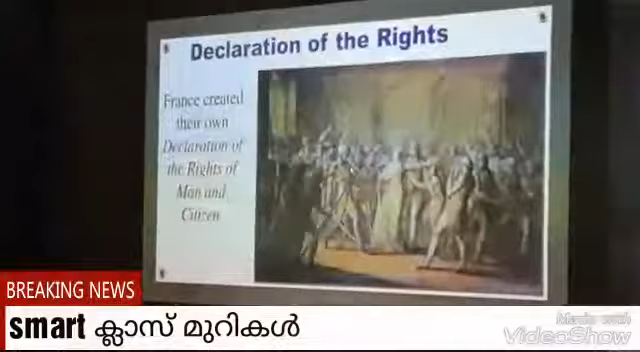 Declaration of the Rights
France created
their own
Declaration of
the Rights of
Man and
Citizen
BREAKING NEWS
smart ക്ലാസ് മുറികൾ
Made with
VideoShow